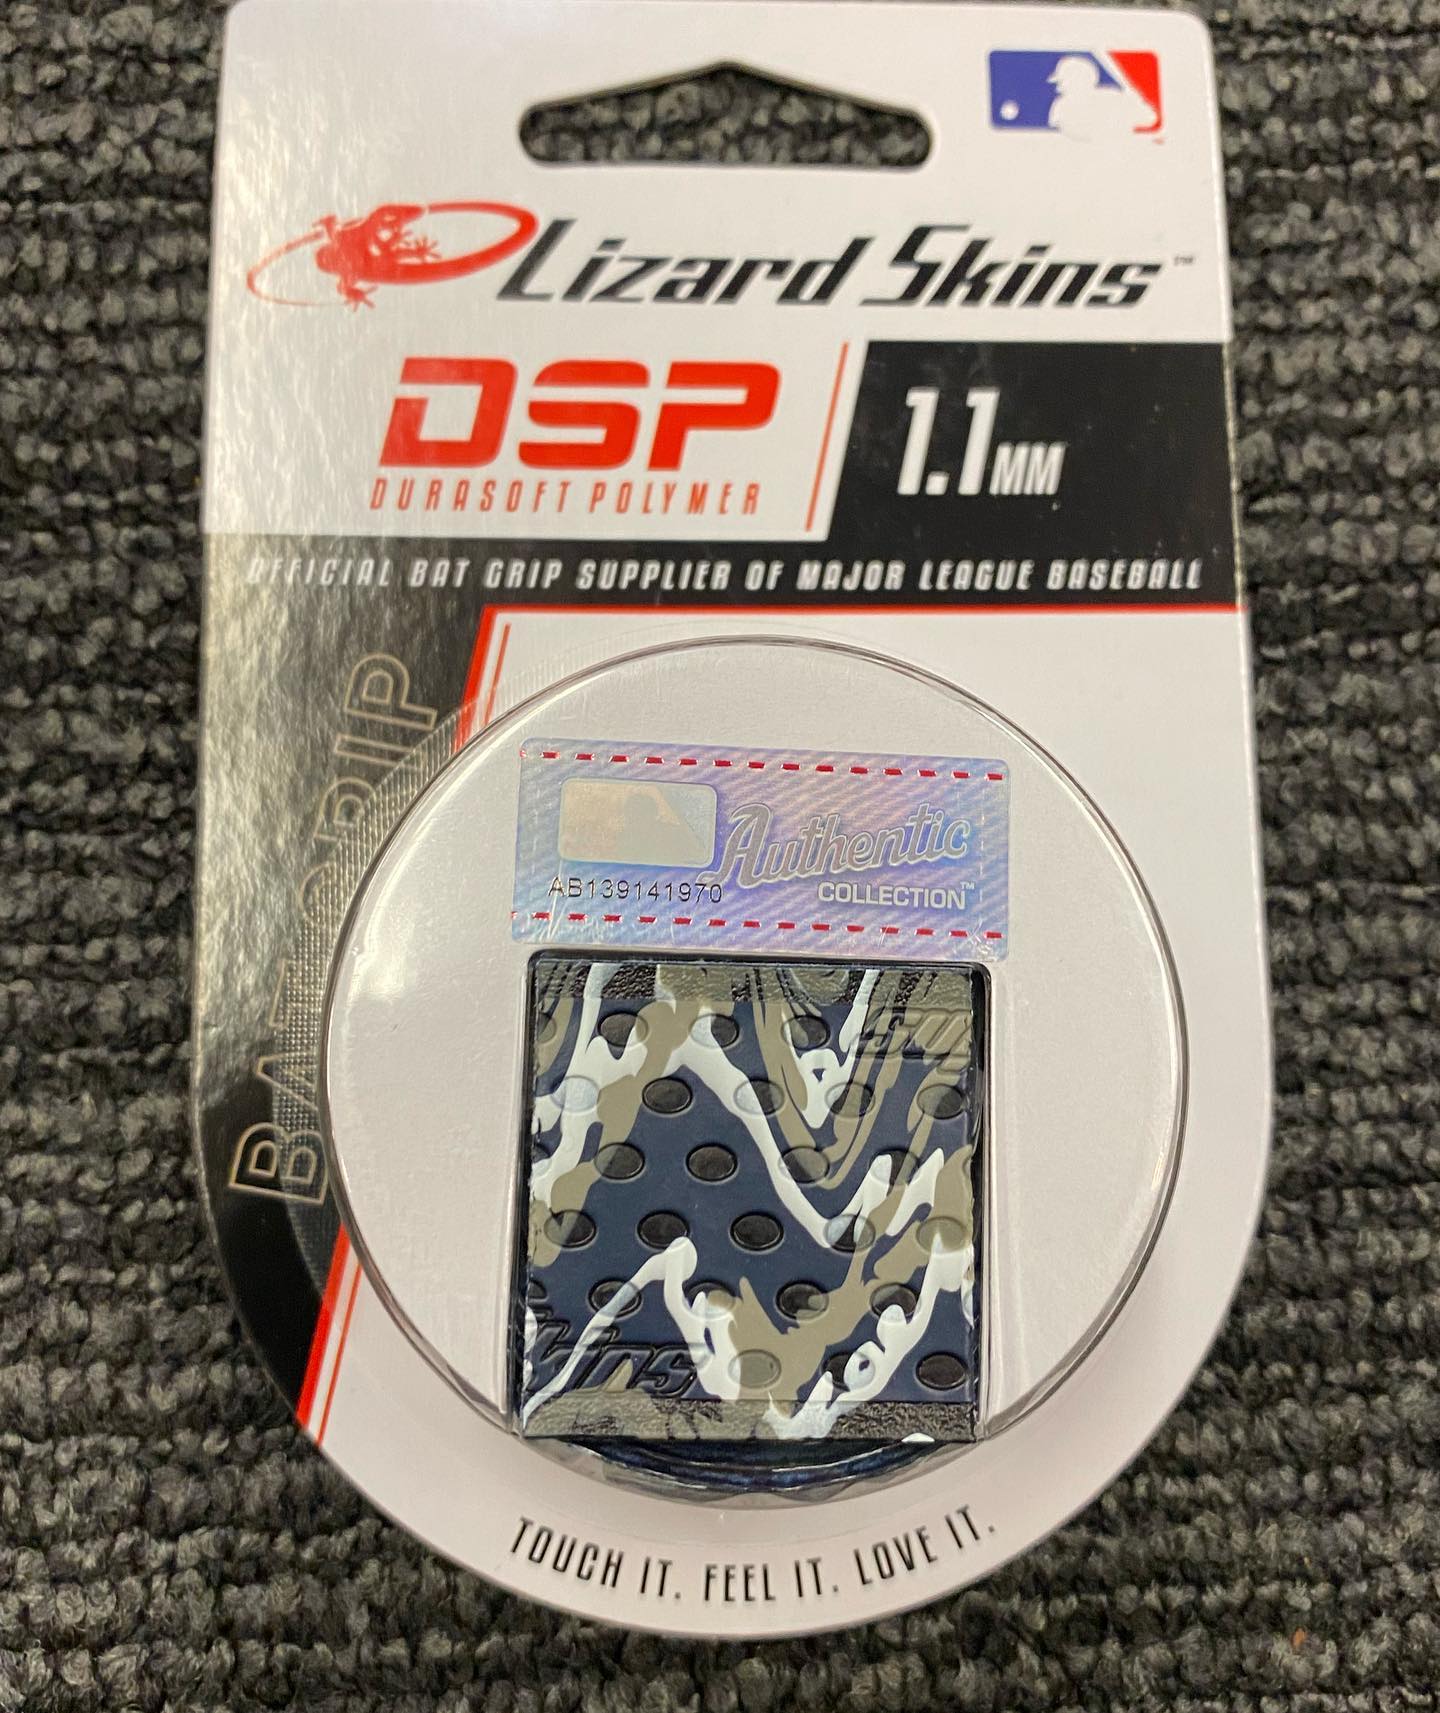 Lizard Skins™
DSP
DURASOFT POLYMER
1.1MM
OFFICIAL BAT GRIP SUPPLIER OF MAJOR LEAGUE BASEBALL
BAT GRIP
Authentic
COLLECTION™
AB139141970
TOUCH IT. FEEL IT. LOVE IT.